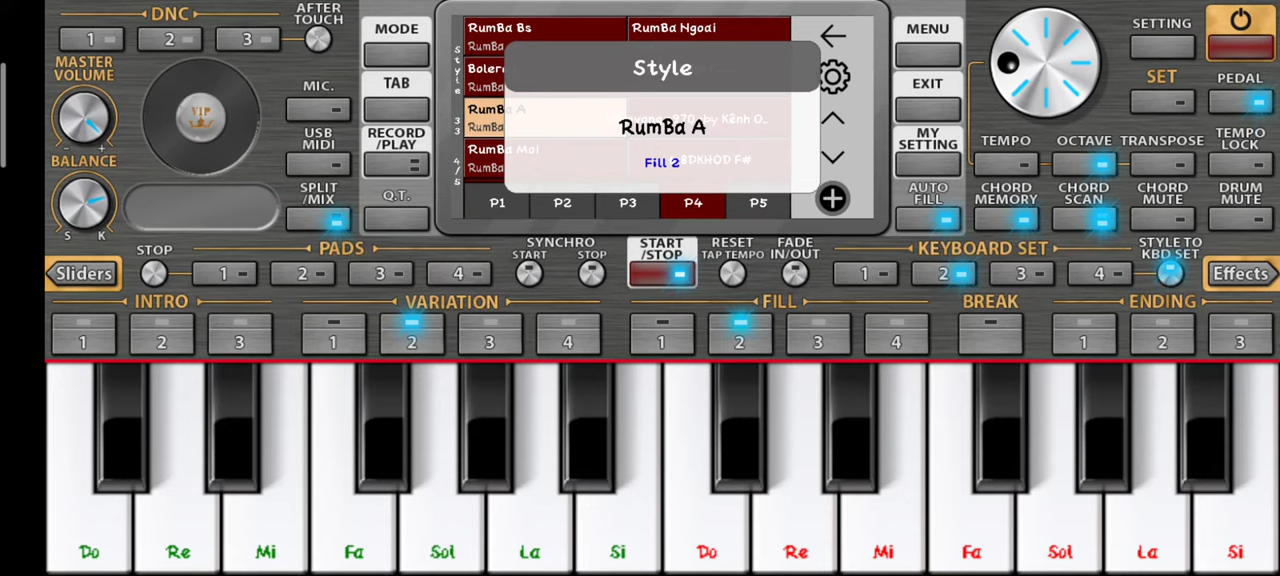 DNC
AFTER
TOUCH
1
2
3
MASTER
VOLUME
- +
BALANCE
S K
VIP
MIC.
USB
MIDI
SPLIT
/MIX
MODE
TAB
RECORD
/PLAY
Q.T.
RumBa Bs
RumBa Ngoai
RumBa
Style
Boler
RumBa
RumBa A
RumBa
33
RumBa Moi
RumBa
4/5
Style
RumBa A
Fill 2
P1 P2 P3 P4 P5
MENU
EXIT
MY
SETTING
AUTO
FILL
SETTING
SET
PEDAL
TEMPO
OCTAVE
TRANSPOSE
TEMPO
LOCK
CHORD
MEMORY
CHORD
SCAN
CHORD
MUTE
DRUM
MUTE
Sliders
STOP
PADS
1 2 3 4
SYNCHRO
START STOP
START
/STOP
RESET
TAP TEMPO
FADE
IN/OUT
KEYBOARD SET
1 2 3 4
STYLE TO
KBD SET
Effects
INTRO
1 2 3
VARIATION
1 2 3 4
FILL
1 2 3 4
BREAK
ENDING
1 2 3
Do Re Mi Fa Sol La Si Do Re Mi Fa Sol La Si